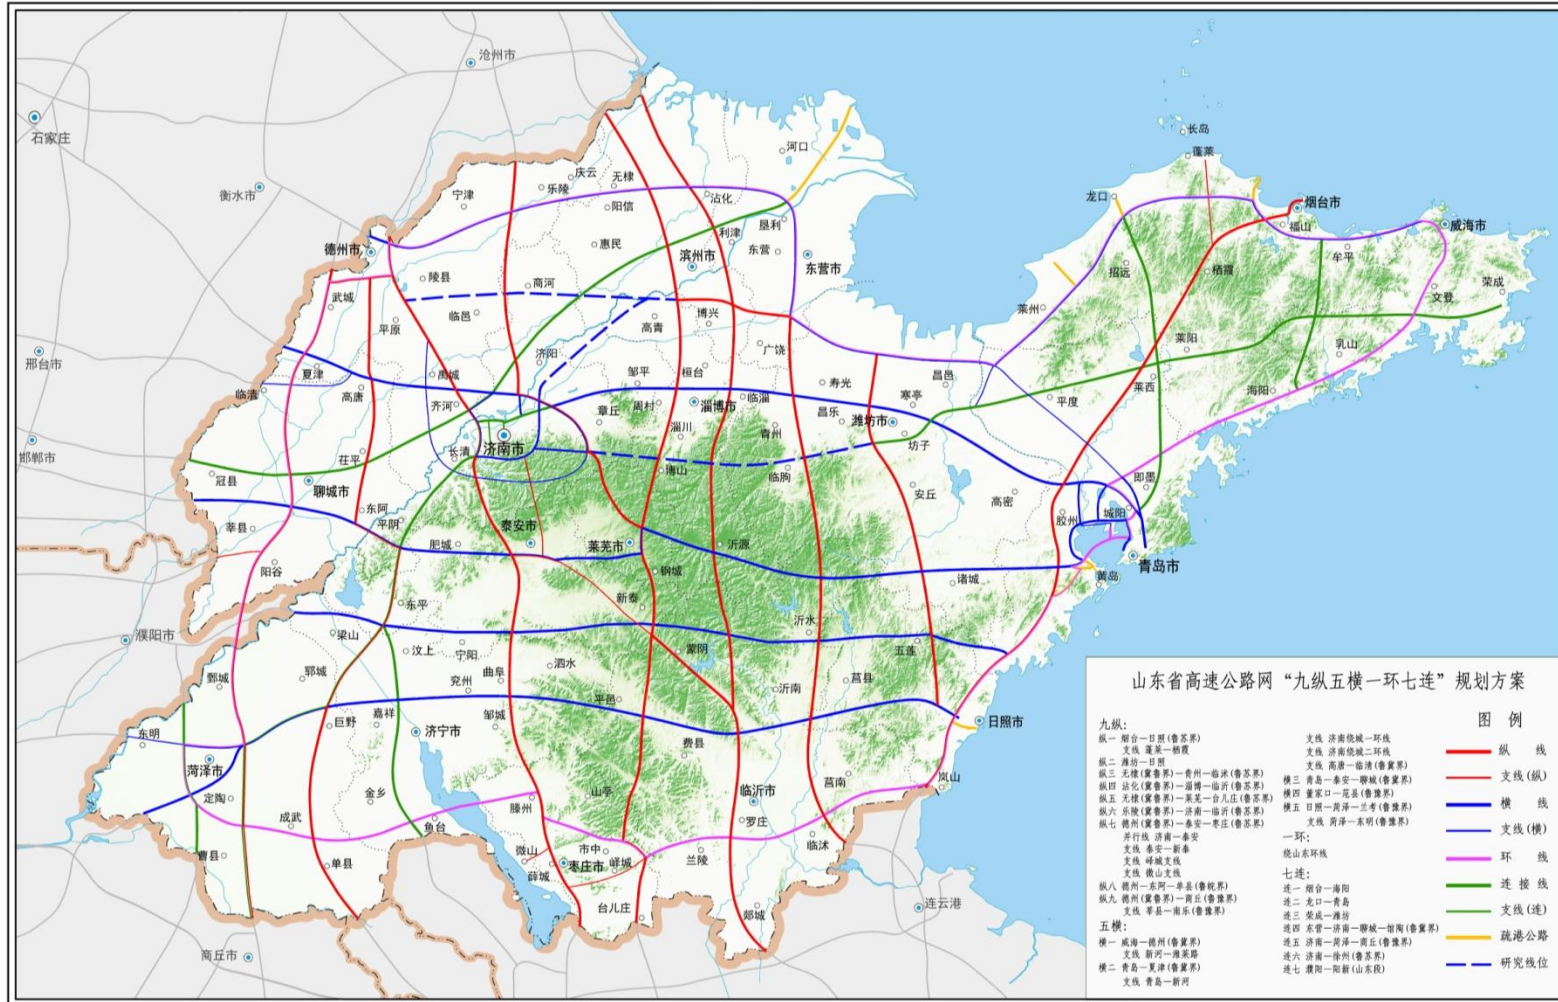 沧州市
石家庄
长岛
蓬莱
河口
庆云
无棣
乐陵
衡水市
宁津
沾化
龙口
烟台市
阳信
垦利
福山
威海市
利津
德州市
惠民
滨州市
东营
牟平
东营市
陵县
招远
栖霞
商河
荣成
武城
文登
莱州
平原
临邑
高青
博兴
广饶
莱阳
乳山
邢台市
济阳
夏津
禹城
邹平
桓台
寿光
昌邑
莱西
临清
高唐
寒亭
海阳
平度
齐河
章丘
周村
淄博市
临淄
昌乐
潍坊市
淄川
青州
坊子
济南市
邯郸市
茌平
长清
博山
临朐
冠县
聊城市
安丘
高密
即墨
东阿
平阴
城阳
胶州
莘县
泰安市
肥城
莱芜市
沂源
青岛市
阳谷
钢城
诸城
黄岛
东平
新泰
濮阳市
梁山
沂水
汶上
宁阳
蒙阴
五莲
泗水
鄄城
郓城
曲阜
兖州
沂南
莒县
平邑
巨野
嘉祥
邹城
日照市
东明
济宁市
费县
菏泽市
莒南
岚山
定陶
金乡
山亭
滕州
临沂市
成武
鱼台
罗庄
临沭
曹县
单县
微山
市中
枣庄市
峄城
兰陵
薛城
台儿庄
郯城
连云港
商丘市
山东省高速公路网“九纵五横一环七连”规划方案
九纵:
纵一 烟台—日照(鲁苏界)
支线 蓬莱—栖霞
纵二 潍坊—日照
纵三 无棣(冀鲁界)—青州—临沭(鲁苏界)
纵四 沾化(冀鲁界)—淄博—临沂(鲁苏界)
纵五 无棣(冀鲁界)—莱芜—台儿庄(鲁苏界)
纵六 乐陵(冀鲁界)—济南—临沂(鲁苏界)
纵七 德州(冀鲁界)—泰安—枣庄(鲁苏界)
并行线 济南—泰安
支线 泰安—新泰
支线 峄城支线
支线 微山支线
纵八 德州—东阿—单县(鲁皖界)
纵九 德州(冀鲁界)—商丘(鲁豫界)
支线 莘县—南乐(鲁豫界)
五横:
横一 威海—德州(鲁冀界)
支线 新河—潍莱路
横二 青岛—夏津(鲁冀界)
支线 青岛—新河
支线 济南绕城一环线
支线 济南绕城二环线
支线 高唐—临清(鲁冀界)
横三 青岛—泰安—聊城(鲁冀界)
横四 董家口—范县(鲁豫界)
横五 日照—菏泽—兰考(鲁豫界)
支线 菏泽—东明(鲁豫界)
一环:
绕山东环线
七连:
连一 烟台—海阳
连二 龙口—青岛
连三 荣成—潍坊
连四 东营—济南—聊城—馆陶(鲁冀界)
连五 济南—菏泽—商丘(鲁豫界)
连六 济南—徐州(鲁苏界)
连七 濮阳—阳新(山东段)
图 例
纵 线
支线(纵)
横 线
支线(横)
环 线
连 接 线
支线(连)
疏港公路
研究线位